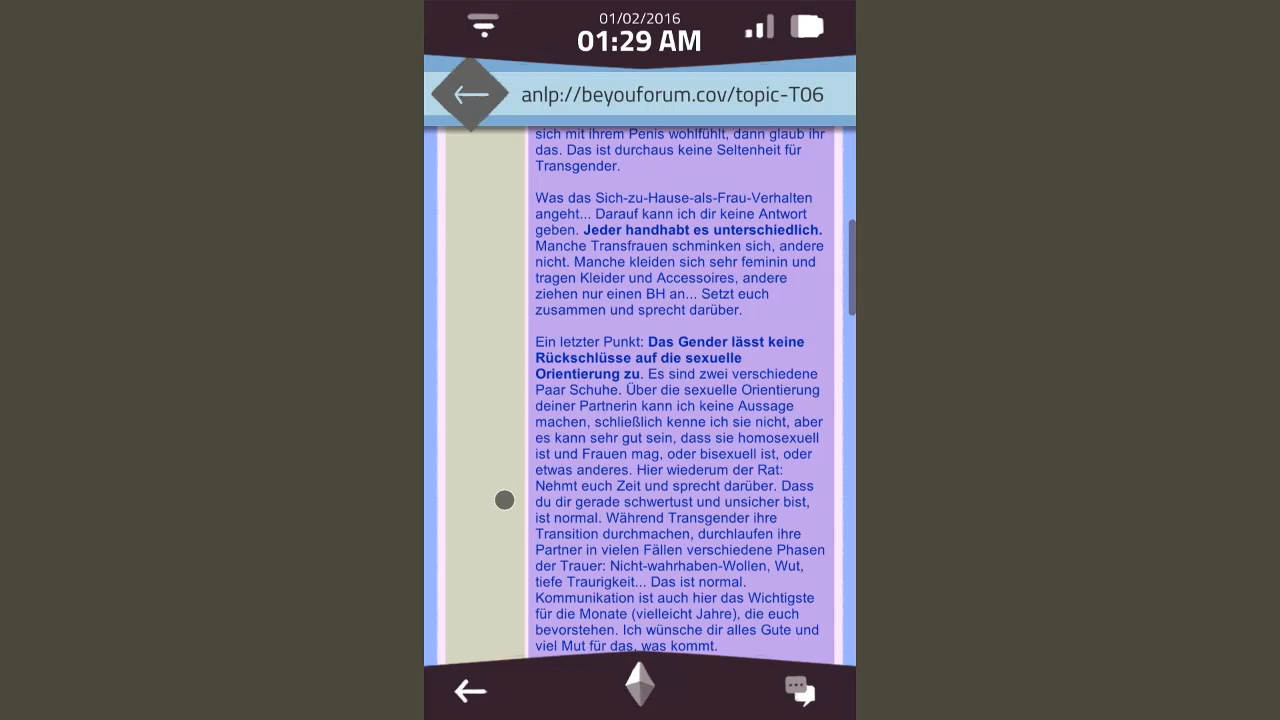 01/02/2016
01:29 AM
anlp://beyouforum.cov/topic-T06
sich mit ihrem Penis wohlfühlt, dann glaub ihr
das. Das ist durchaus keine Seltenheit für
Transgender.
Was das Sich-zu-Hause-als-Frau-Verhalten
angeht... Darauf kann ich dir keine Antwort
geben. Jeder handhabt es unterschiedlich.
Manche Transfrauen schminken sich, andere
nicht. Manche kleiden sich sehr feminin und
tragen Kleider und Accessoires, andere
ziehen nur einen BH an... Setzt euch
zusammen und sprecht darüber.
Ein letzter Punkt: Das Gender lässt keine
Rückschlüsse auf die sexuelle
Orientierung zu. Es sind zwei verschiedene
Paar Schuhe. Über die sexuelle Orientierung
deiner Partnerin kann ich keine Aussage
machen, schließlich kenne ich sie nicht, aber
es kann sehr gut sein, dass sie homosexuell
ist und Frauen mag, oder bisexuell ist, oder
etwas anderes. Hier wiederum der Rat:
Nehmt euch Zeit und sprecht darüber. Dass
du dir gerade schwertust und unsicher bist,
ist normal. Während Transgender ihre
Transition durchmachen, durchlaufen ihre
Partner in vielen Fällen verschiedene Phasen
der Trauer: Nicht-wahrhaben-Wollen, Wut,
tiefe Traurigkeit... Das ist normal.
Kommunikation ist auch hier das Wichtigste
für die Monate (vielleicht Jahre), die euch
bevorstehen. Ich wünsche dir alles Gute und
viel Mut für das, was kommt.